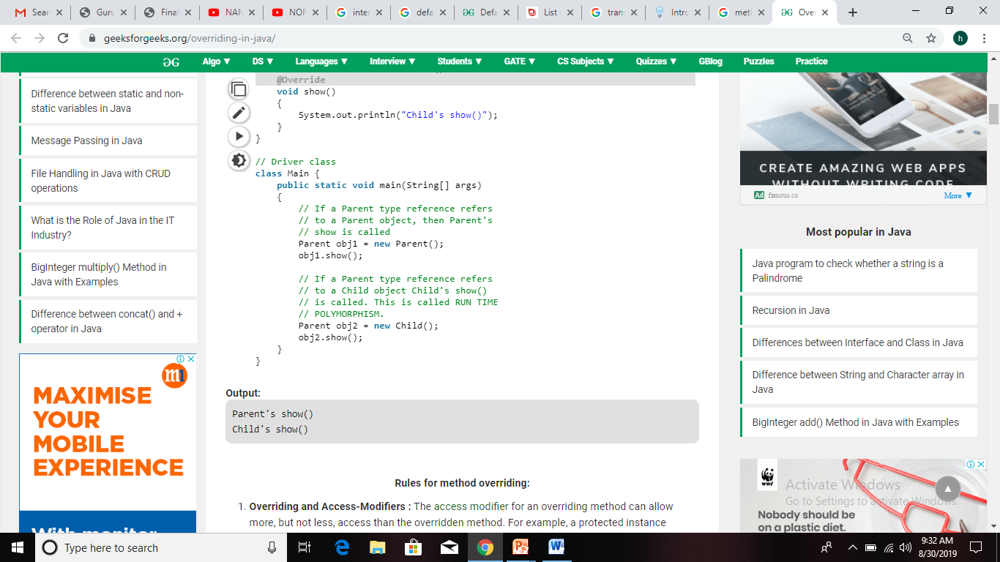 Sear
Guru
Final
NAN
NOF
inter
defa
Defa
List
tran
Intro
met
Over
geeksforgeeks.org/overriding-in-java/
h
Algo ▼
DS ▼
Languages ▼
Interview ▼
Students ▼
GATE ▼
CS Subjects ▼
Quizzes ▼
GBlog
Puzzles
Practice
Difference between static and non-
static variables in Java
Message Passing in Java
File Handling in Java with CRUD
operations
What is the Role of Java in the IT
Industry?
BigInteger multiply() Method in
Java with Examples
Difference between concat() and +
operator in Java
m1
MAXIMISE
YOUR
MOBILE
EXPERIENCE
With monitor
@Override
void show()
{
System.out.println("Child's show()");
}
}
// Driver class
class Main {
public static void main(String[] args)
{
// If a Parent type reference refers
// to a Parent object, then Parent's
// show is called
Parent obj1 = new Parent();
obj1.show();
// If a Parent type reference refers
// to a Child object Child's show()
// is called. This is called RUN TIME
// POLYMORPHISM.
Parent obj2 = new Child();
obj2.show();
}
}
Output:
Parent's show()
Child's show()
Rules for method overriding:
1. Overriding and Access-Modifiers : The access modifier for an overriding method can allow
more, but not less, access than the overridden method. For example, a protected instance
CREATE AMAZING WEB APPS
WITHOUT WRITING CODE
Ad famous.co
More ▼
Most popular in Java
Java program to check whether a string is a
Palindrome
Recursion in Java
Differences between Interface and Class in Java
Difference between String and Character array in
Java
BigInteger add() Method in Java with Examples
WWF
Activate Windows
Go to Settings to activate Windows.
Nobody should be
on a plastic diet.
Type here to search
9:32 AM
8/30/2019